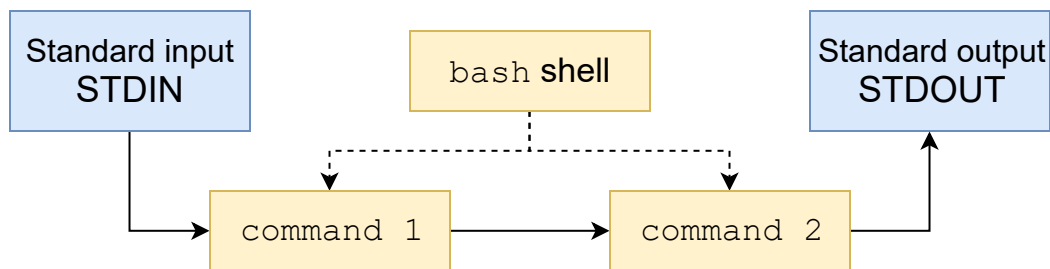 Standard input
STDIN
bash shell
Standard output
STDOUT
command 1
command 2